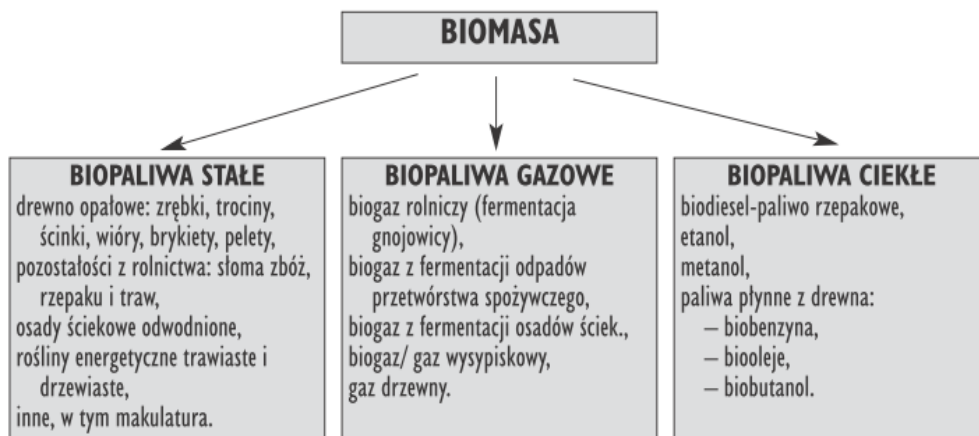 BIOMASA
BIOPALIWA STAŁE
drewno opałowe: zrębki, trociny,
ścinki, wióry, brykiety, pelety,
pozostałości z rolnictwa: słoma zbóż,
rzepaku i traw,
osady ściekowe odwodnione,
rośliny energetyczne trawiaste i
drzewiaste,
inne, w tym makulatura.
BIOPALIWA GAZOWE
biogaz rolniczy (fermentacja
gnojowicy),
biogaz z fermentacji odpadów
przetwórstwa spożywczego,
biogaz z fermentacji osadów ściek.,
biogaz/ gaz wysypiskowy,
gaz drzewny.
BIOPALIWA CIEKŁE
biodiesel-paliwo rzepakowe,
etanol,
metanol,
paliwa płynne z drewna:
– biobenzyna,
– biooleje,
– biobutanol.